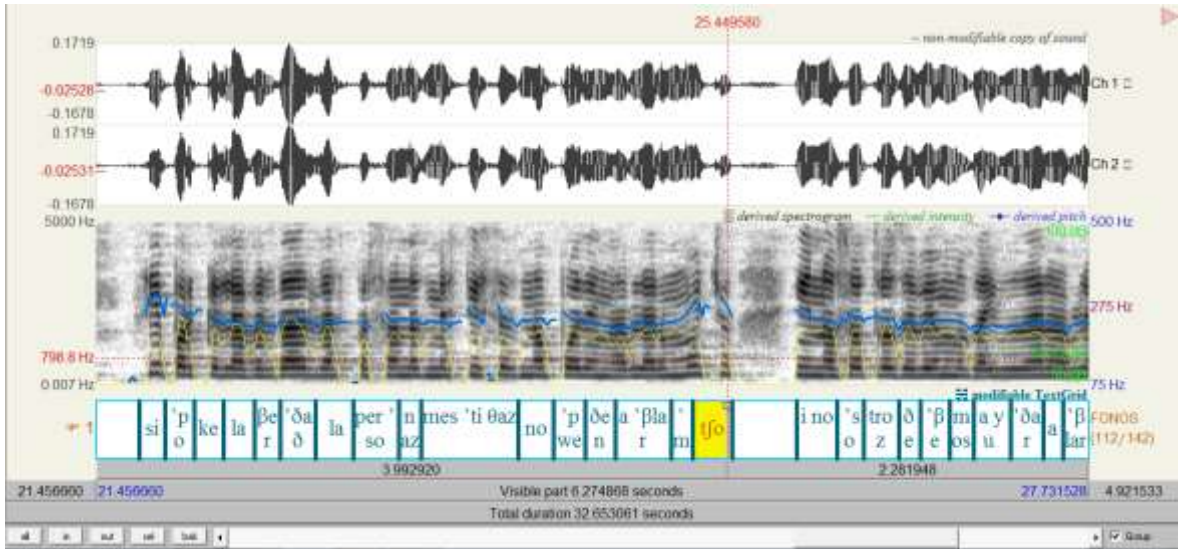 25.449580
0.1719
-- non-modifiable copy of sound
-0.02528
Ch 1
-0.1678
0.1719
-0.02531
Ch 2
-0.1678
5000 Hz
derived spectrogram
derived intensity
derived pitch
500 Hz
275 Hz
798.8 Hz
0.007 Hz
75 Hz
modifiable TextGrid
1
si
ˈp o
ke
la
βe r
ˈða ð
la
per ˈ so
n az
mes ˈti θaz
no
ˈp we
ðe n
a ˈβla r
ˈ m
tʃo
i no
ˈs o
tro z
ð e
ˈβ e
m os
a y u
ˈða r
a
ˈβ lar
FONOS
(112/142)
3.992920
2.281948
21.456660
21.456660
Visible part 6.274868 seconds
27.731528
4.921533
Total duration 32.653061 seconds
all
in
out
sel
bak
Group